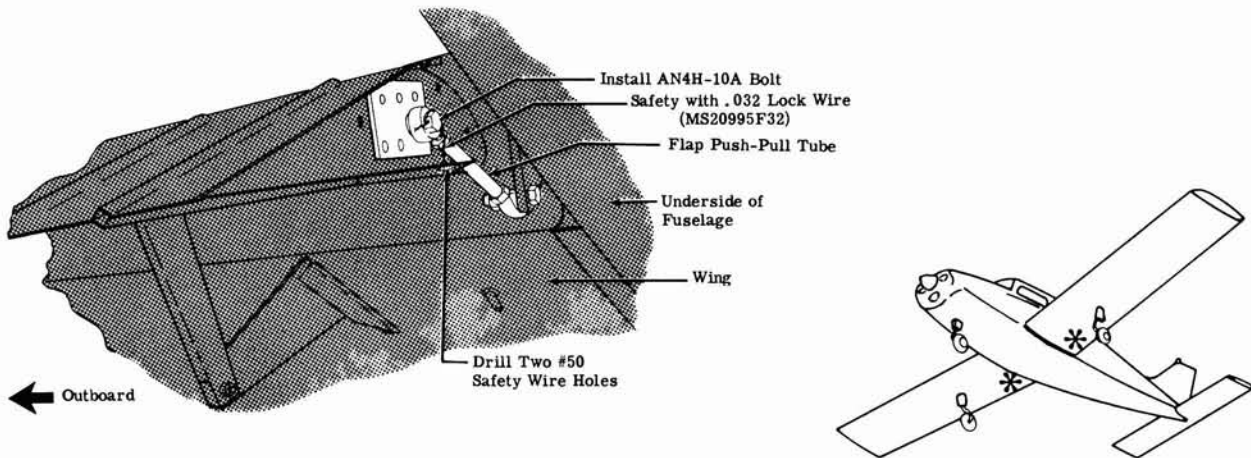 Install AN4H-10A Bolt
Safety with .032 Lock Wire
(MS20995F32)
Flap Push-Pull Tube
Underside of
Fuselage
Wing
Drill Two #50
Safety Wire Holes
Outboard